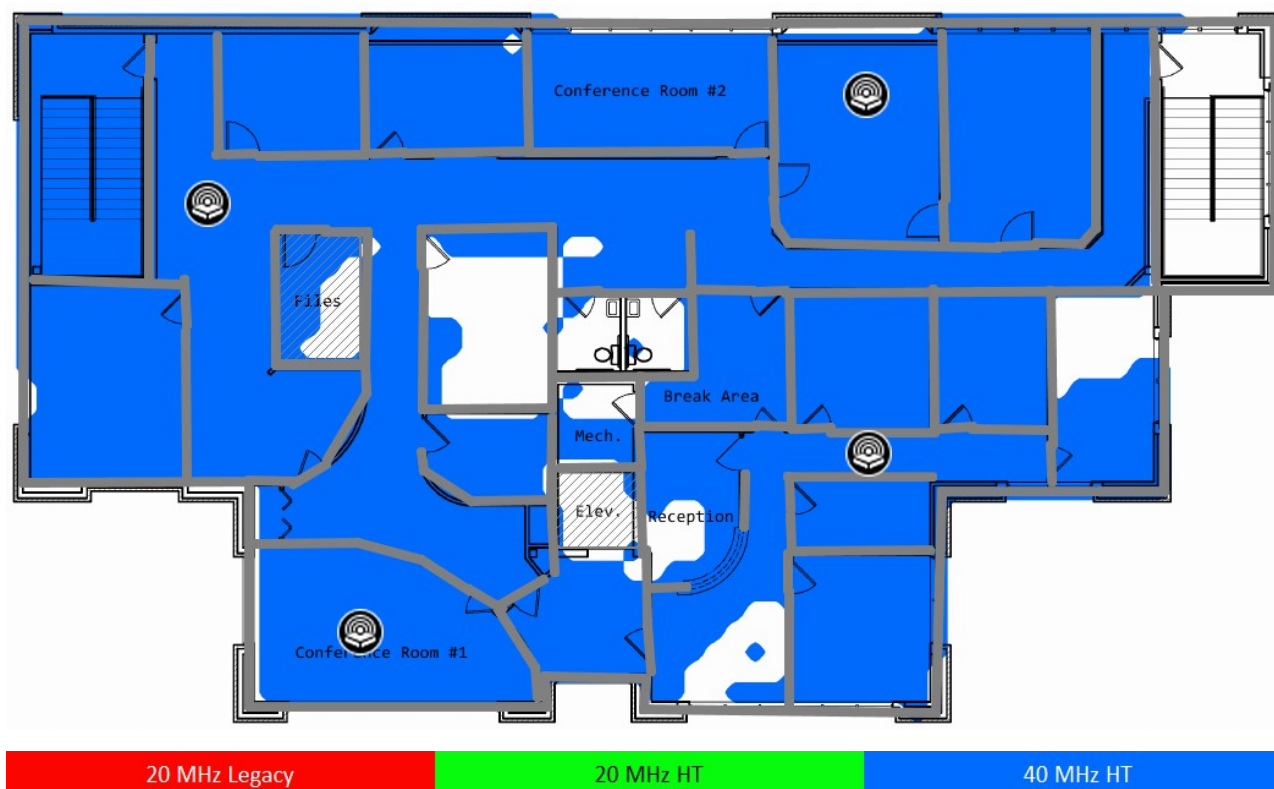 Conference Room #2
Files
Break Area
Mech.
Elev.
Reception
Conference Room #1
20 MHz Legacy
20 MHz HT
40 MHz HT